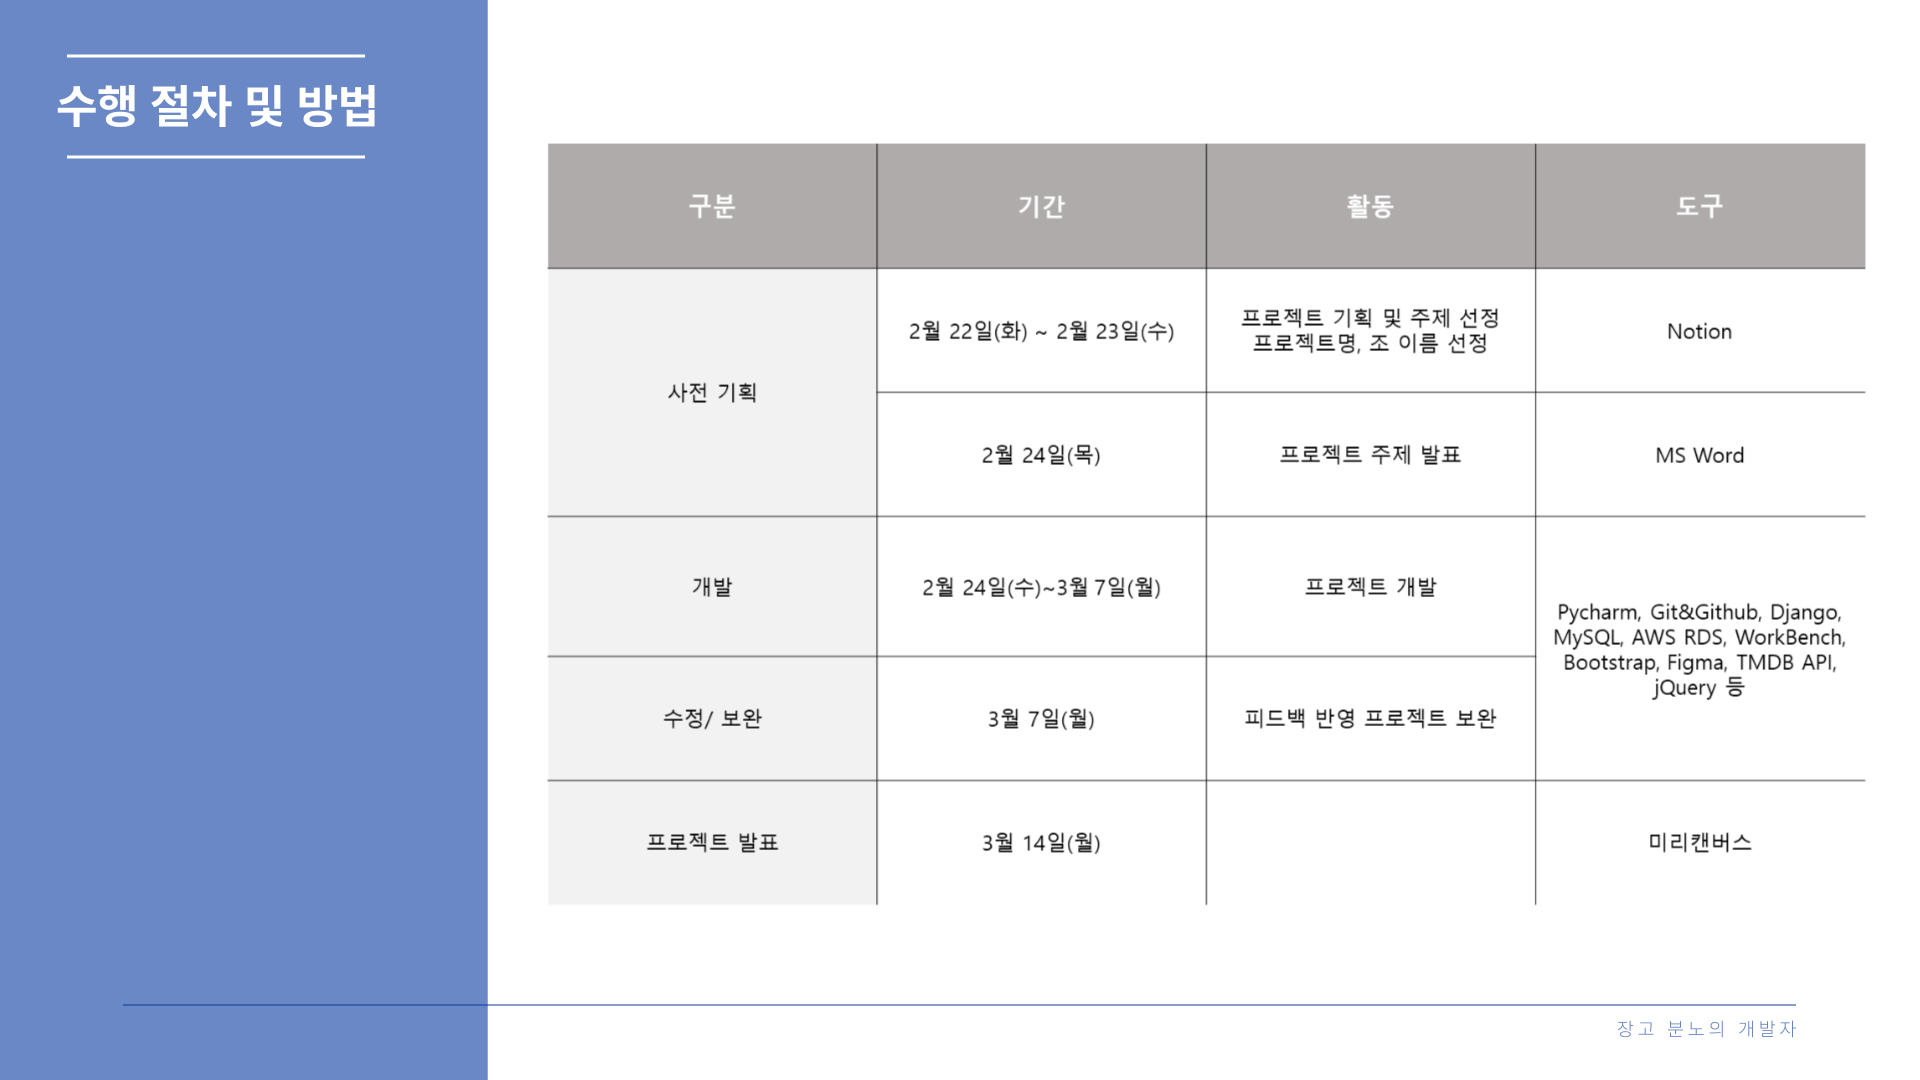 수행 절차 및 방법
구분 기간 활동 도구
사전 기획
2월 22일(화) ~ 2월 23일(수)
프로젝트 기획 및 주제 선정
프로젝트명, 조 이름 선정
Notion
2월 24일(목)
프로젝트 주제 발표
MS Word
개발
2월 24일(수)~3월 7일(월)
프로젝트 개발
Pycharm, Git&Github, Django,
MySQL, AWS RDS, WorkBench,
Bootstrap, Figma, TMDB API,
jQuery 등
수정/ 보완
3월 7일(월)
피드백 반영 프로젝트 보완
프로젝트 발표
3월 14일(월)
미리캔버스
장고 분노의 개발자